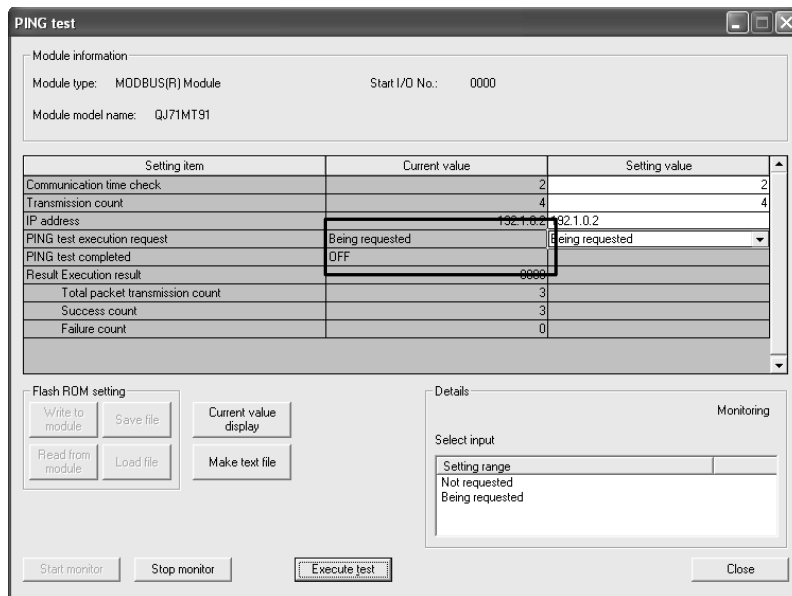 PING test
Module information
Module type: MODBUS(R) Module Start I/O No.: 0000
Module model name: QJ71MT91
Setting item Current value Setting value
Communication time check 2 2
Transmission count 4 4
IP address 192.1.0.2 192.1.0.2
PING test execution request Being requested Being requested
PING test completed OFF
Result Execution result 0000
Total packet transmission count 3
Success count 3
Failure count 0
Flash ROM setting
Write to module
Save file
Current value display
Read from module
Load file
Make text file
Details
Monitoring
Select input
Setting range
Not requested
Being requested
Start monitor Stop monitor Execute test Close